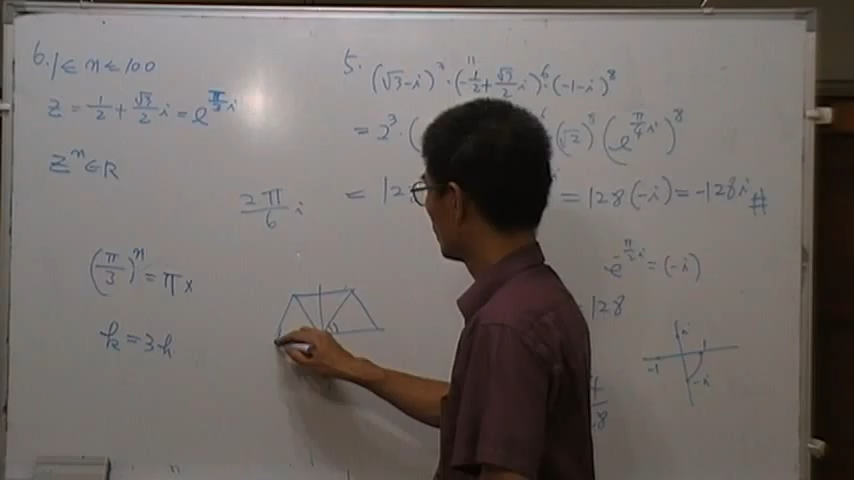 6. 1 ≤ n ≤ 100
z = 1/2 + √3/2 i = e^(π/3 i)
z^n ∈ R
2π/6 i
(π/3)^n = π x
k = 3h
5. (√3 - i)^3 · (-1/2 + √3/2 i)^6 · (-1 - i)^8
= 2^3 · ( (√2)^8 (e^(π/4 i))^8
= 12 = 128(-i) = -128i #
e^(-π/2 i) = (-i)
128
i
-1 1
-i